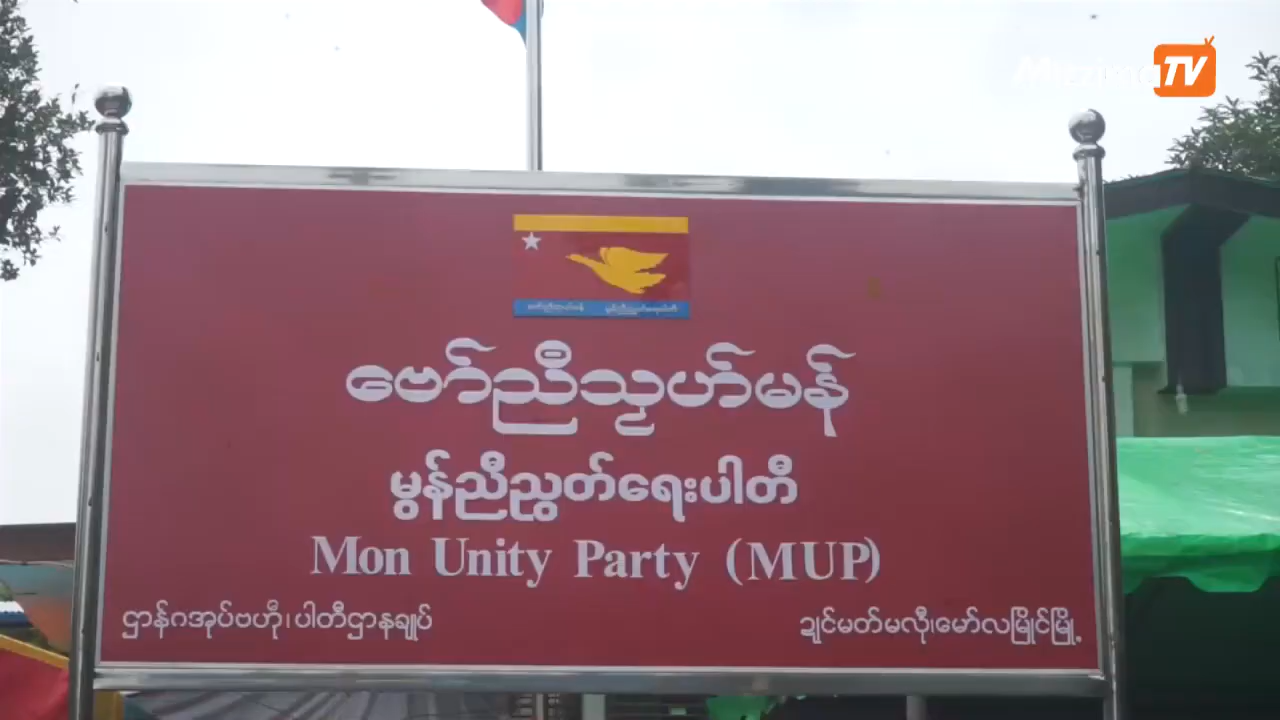 Mizzima TV
ဗော်ညဳသၠုဟ်မန်
မွန်ညီညွတ်ရေးပါတီ
Mon Unity Party (MUP)
ဌာန်ဂအုပ်ဗဟဵု၊ပါတီဌာနချုပ်
ဍုၚ်မတ်မလီု၊မော်လမြိုင်မြို့